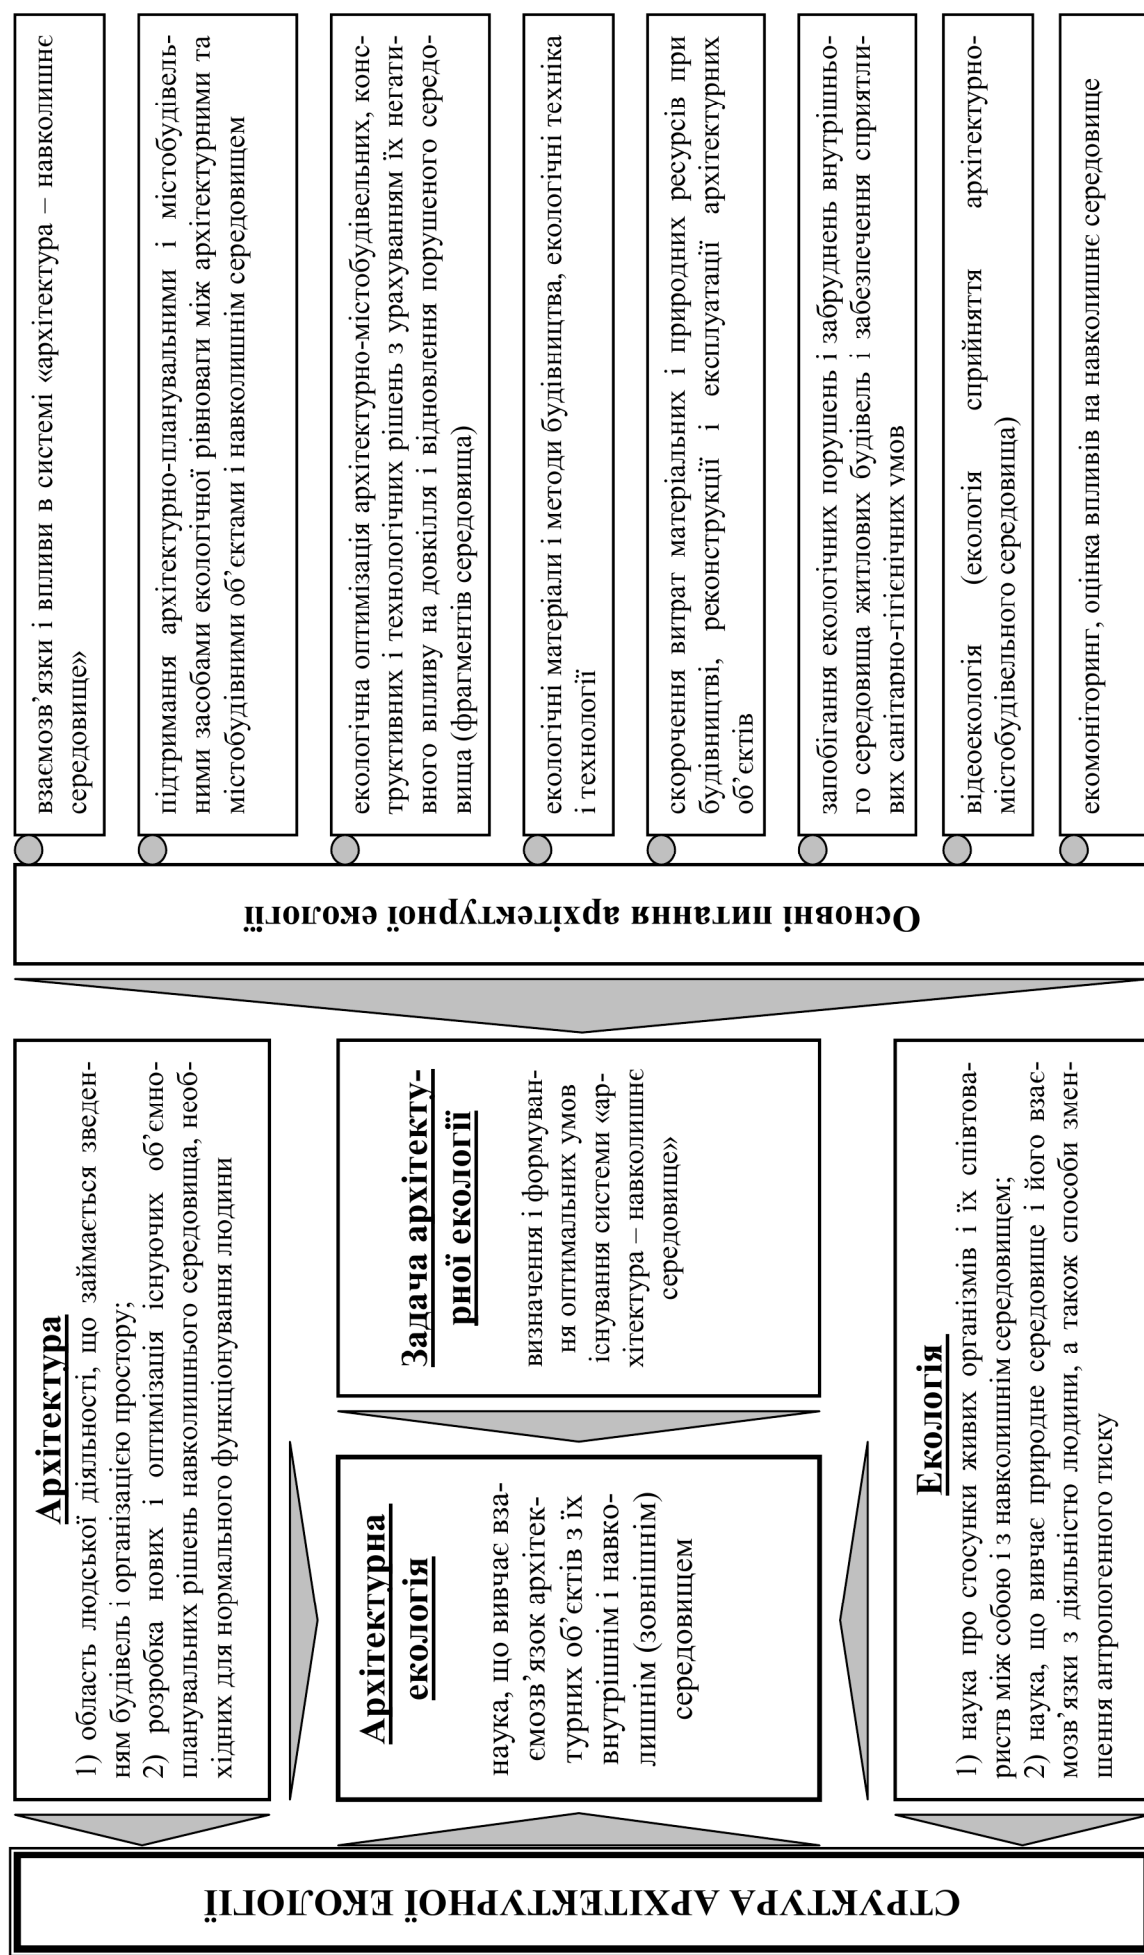 СТРУКТУРА АРХІТЕКТУРНОЇ ЕКОЛОГІЇ
Архітектура
1) область людської діяльності, що займається зведен-
ням будівель і організацією простору;
2) розробка нових і оптимізація існуючих об’ємно-
планувальних рішень навколишнього середовища, необ-
хідних для нормального функціонування людини
Архітектурна
екологія
наука, що вивчає вза-
ємозв’язок архітек-
турних об’єктів з їх
внутрішнім і навко-
лишнім (зовнішнім)
середовищем
Задача архітекту-
рної екології
визначення і формуван-
ня оптимальних умов
існування системи «ар-
хітектура – навколишнє
середовище»
Екологія
1) наука про стосунки живих організмів і їх співтова-
риств між собою і з навколишнім середовищем;
2) наука, що вивчає природне середовище і його взає-
мозв’язки з діяльністю людини, а також способи змен-
шення антропогенного тиску
Основні питання архітектурної екології
взаємозв’язки і впливи в системі «архітектура – навколишнє
середовище»
підтримання архітектурно-планувальними і містобудівель-
ними засобами екологічної рівноваги між архітектурними та
містобудівними об’єктами і навколишнім середовищем
екологічна оптимізація архітектурно-містобудівельних, конс-
труктивних і технологічних рішень з урахуванням їх негати-
вного впливу на довкілля і відновлення порушеного середо-
вища (фрагментів середовища)
екологічні матеріали і методи будівництва, екологічні техніка
і технології
скорочення витрат матеріальних і природних ресурсів при
будівництві, реконструкції і експлуатації архітектурних
об’єктів
запобігання екологічних порушень і забруднень внутрішньо-
го середовища житлових будівель і забезпечення сприятли-
вих санітарно-гігієнічних умов
відеоекологія (екологія сприйняття архітектурно-
містобудівельного середовища)
екомоніторинг, оцінка впливів на навколишнє середовище